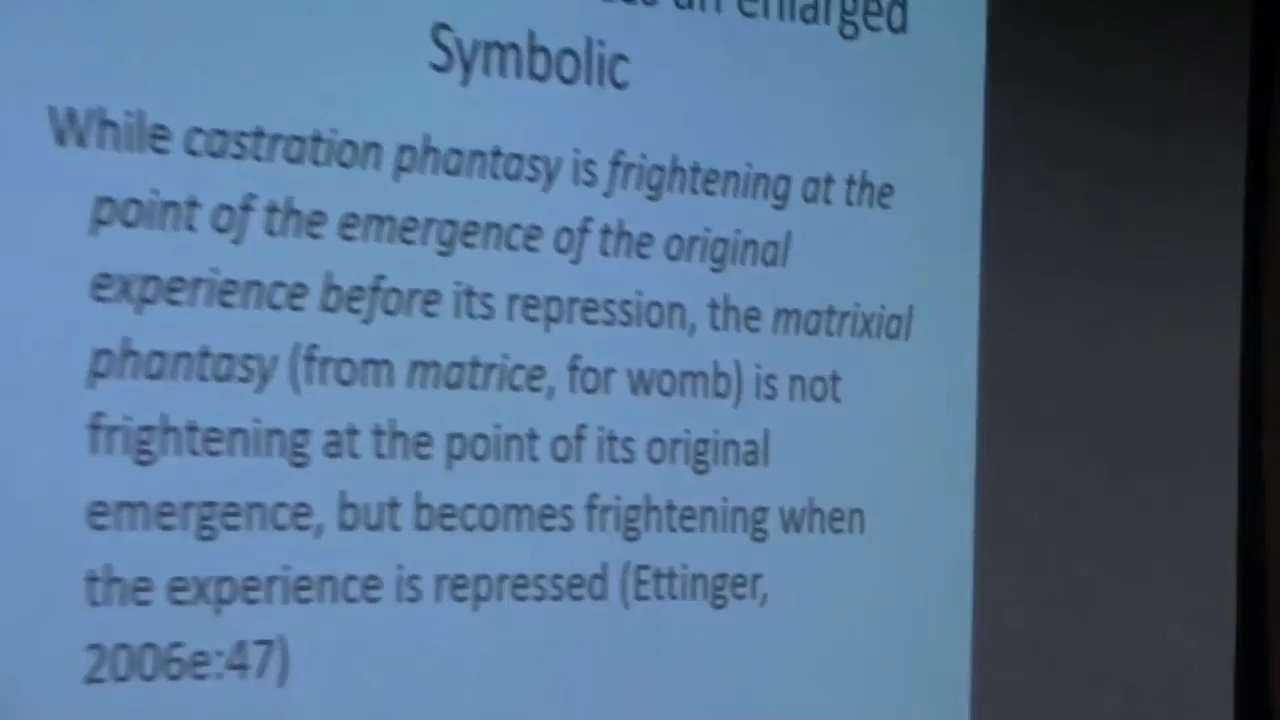 an enlarged
Symbolic
While castration phantasy is frightening at the
point of the emergence of the original
experience before its repression, the matrixial
phantasy (from matrice, for womb) is not
frightening at the point of its original
emergence, but becomes frightening when
the experience is repressed (Ettinger,
2006e:47)